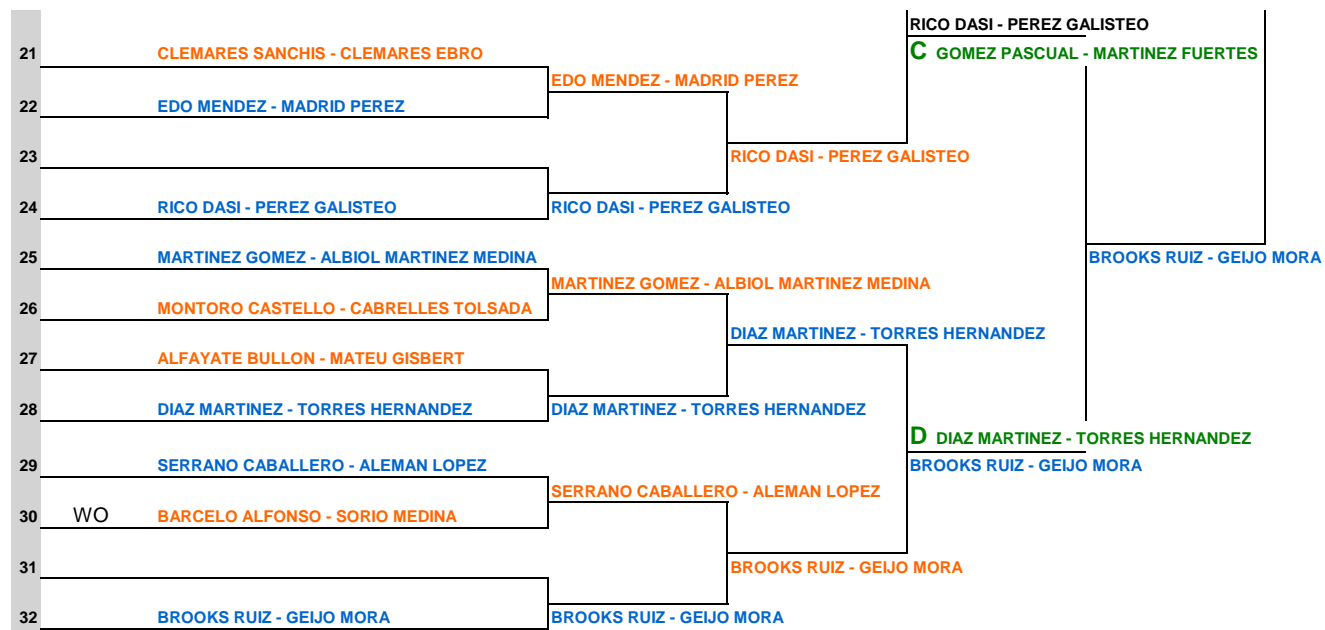 RICO DASI - PEREZ GALISTEO
21 CLEMARES SANCHIS - CLEMARES EBRO
C GOMEZ PASCUAL - MARTINEZ FUERTES
EDO MENDEZ - MADRID PEREZ
22 EDO MENDEZ - MADRID PEREZ
23
RICO DASI - PEREZ GALISTEO
24 RICO DASI - PEREZ GALISTEO
RICO DASI - PEREZ GALISTEO
25 MARTINEZ GOMEZ - ALBIOL MARTINEZ MEDINA
BROOKS RUIZ - GEIJO MORA
MARTINEZ GOMEZ - ALBIOL MARTINEZ MEDINA
26 MONTORO CASTELLO - CABRELLES TOLSADA
DIAZ MARTINEZ - TORRES HERNANDEZ
27 ALFAYATE BULLON - MATEU GISBERT
28 DIAZ MARTINEZ - TORRES HERNANDEZ
DIAZ MARTINEZ - TORRES HERNANDEZ
D DIAZ MARTINEZ - TORRES HERNANDEZ
29 SERRANO CABALLERO - ALEMAN LOPEZ
BROOKS RUIZ - GEIJO MORA
SERRANO CABALLERO - ALEMAN LOPEZ
30 WO BARCELO ALFONSO - SORIO MEDINA
31
BROOKS RUIZ - GEIJO MORA
32 BROOKS RUIZ - GEIJO MORA
BROOKS RUIZ - GEIJO MORA